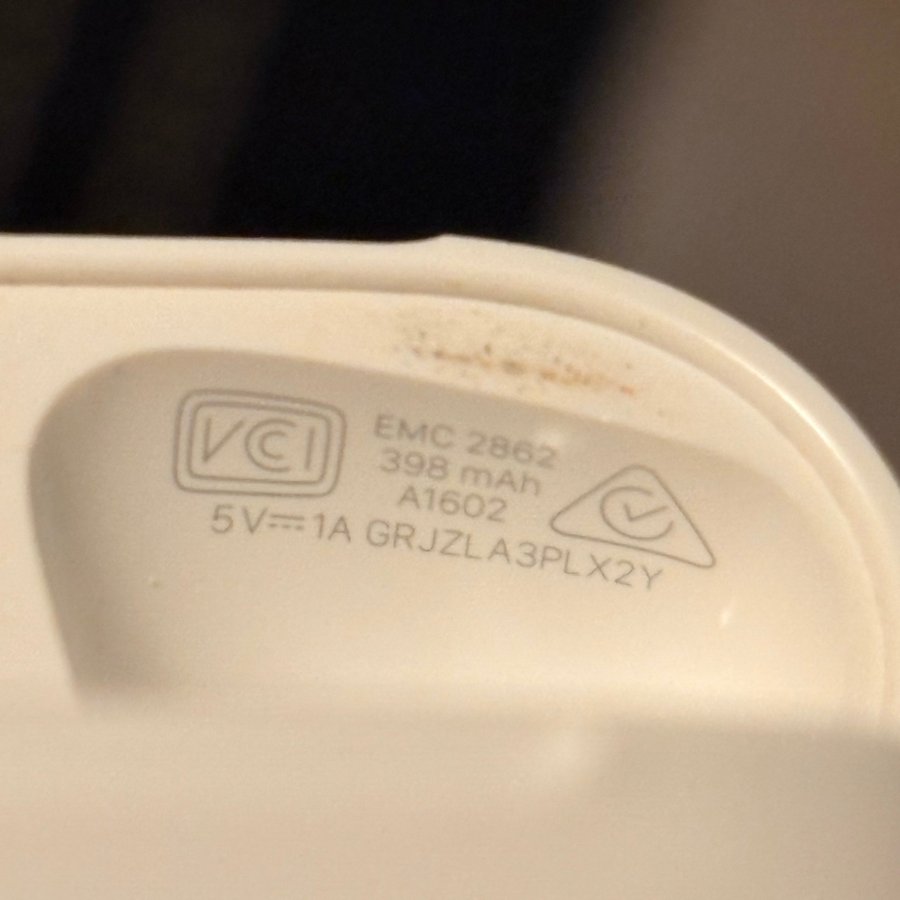 VCI
EMC 2862
398 mAh
A1602
5V⎓1A GRJZLA3PLX2Y